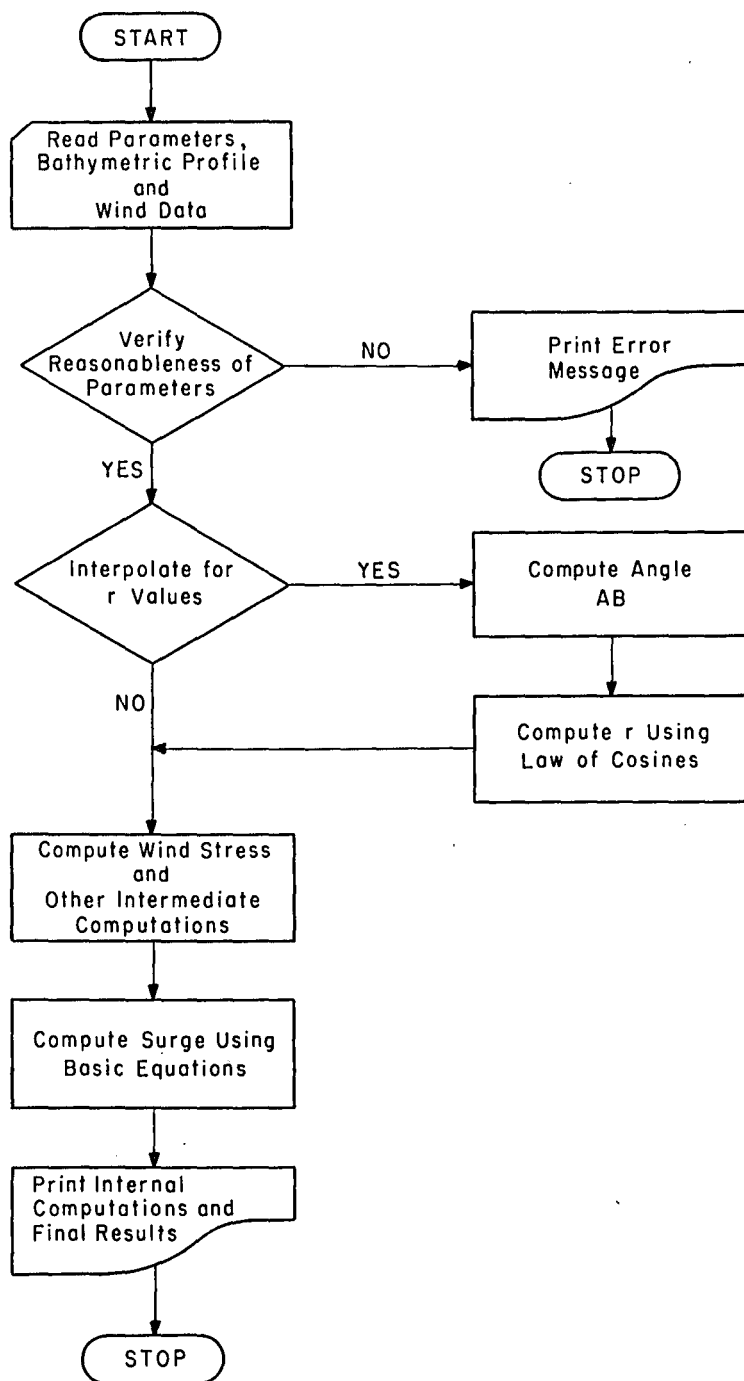 START
Read Parameters,
Bathymetric Profile
and
Wind Data
Verify
Reasonableness of
Parameters
NO
Print Error
Message
STOP
YES
Interpolate for
r Values
YES
Compute Angle
AB
NO
Compute r Using
Law of Cosines
Compute Wind Stress
and
Other Intermediate
Computations
Compute Surge Using
Basic Equations
Print Internal
Computations and
Final Results
STOP